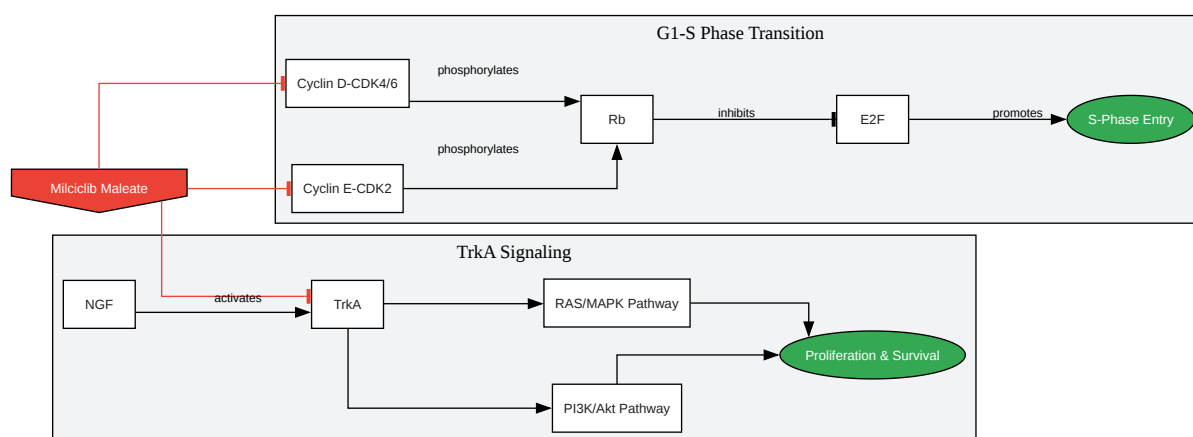 G1-S Phase Transition
phosphorylates
Cyclin D-CDK4/6
Rb
inhibits
E2F
promotes
S-Phase Entry
phosphorylates
Cyclin E-CDK2
Milciclib Maleate
TrkA Signaling
NGF
activates
TrkA
RAS/MAPK Pathway
Proliferation & Survival
PI3K/Akt Pathway